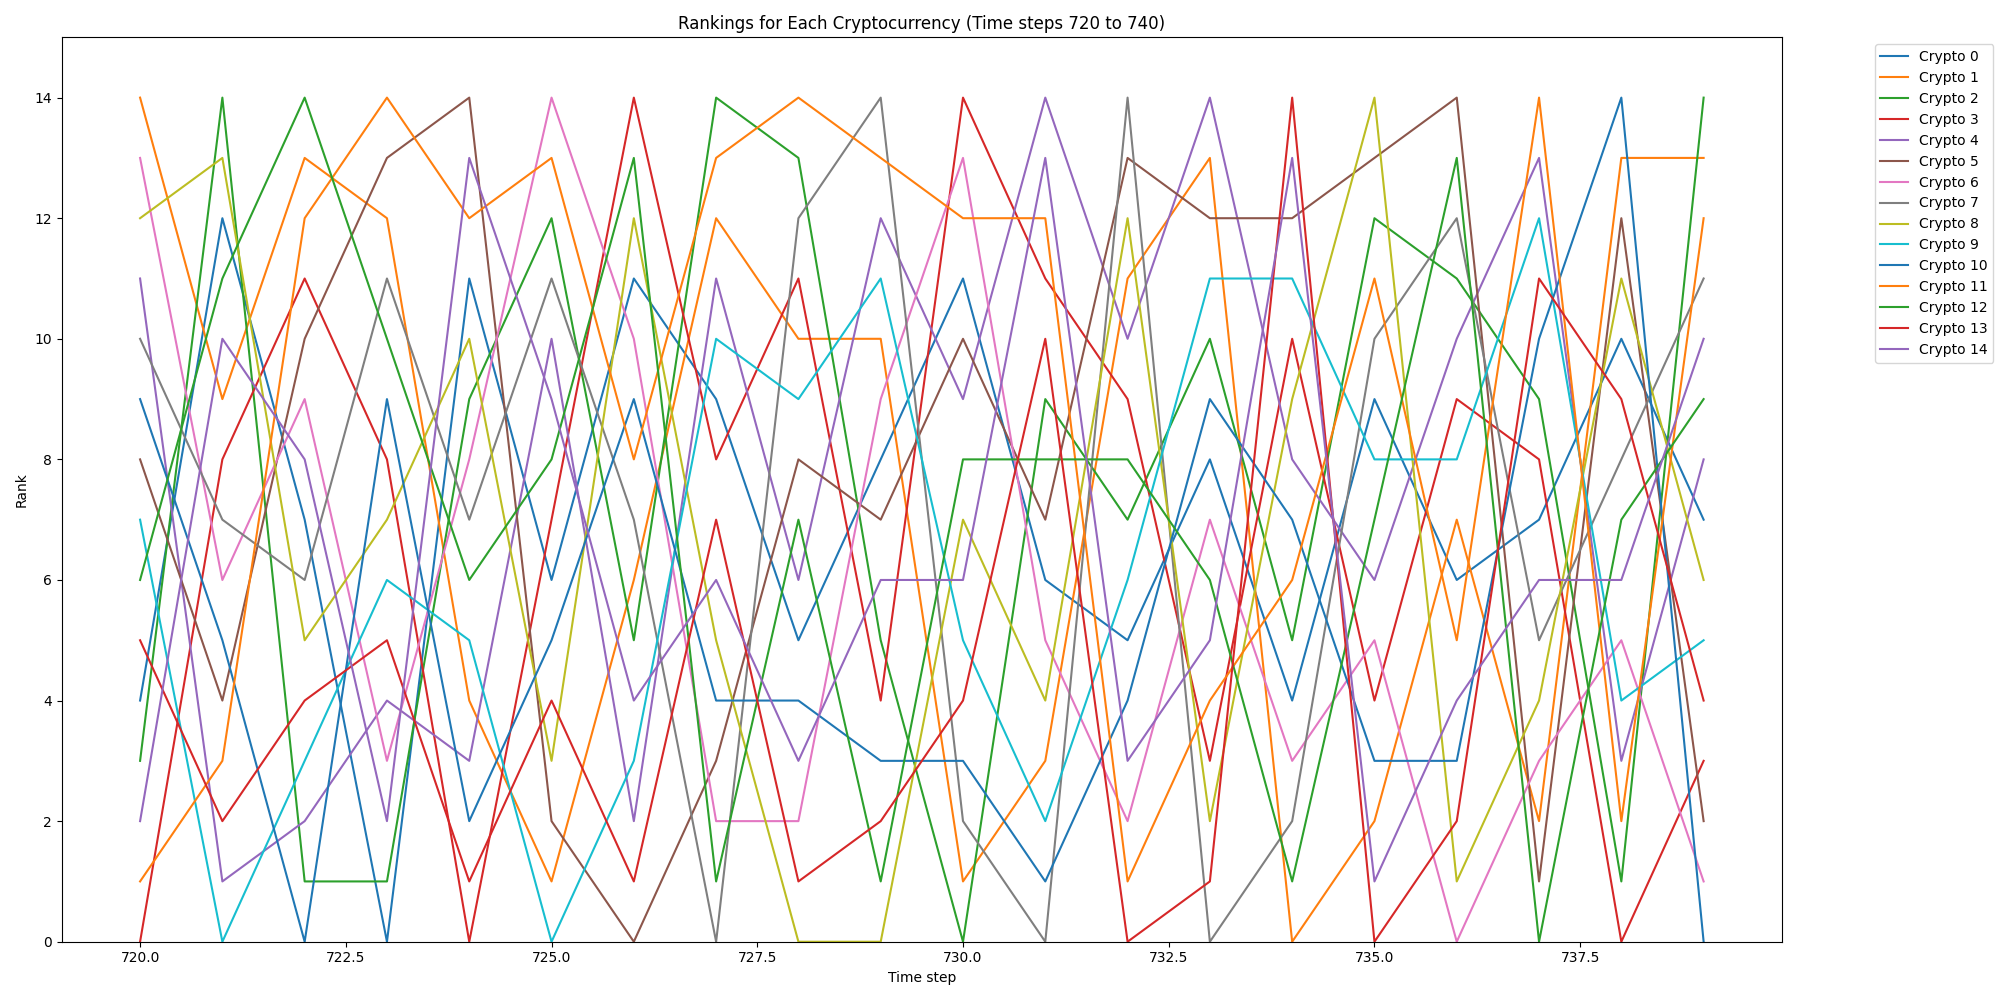 Rankings for Each Cryptocurrency (Time steps 720 to 740)
Rank
14
12
10
8
6
4
2
0
720.0
722.5
725.0
727.5
730.0
732.5
735.0
737.5
Time step
Crypto 0
Crypto 1
Crypto 2
Crypto 3
Crypto 4
Crypto 5
Crypto 6
Crypto 7
Crypto 8
Crypto 9
Crypto 10
Crypto 11
Crypto 12
Crypto 13
Crypto 14